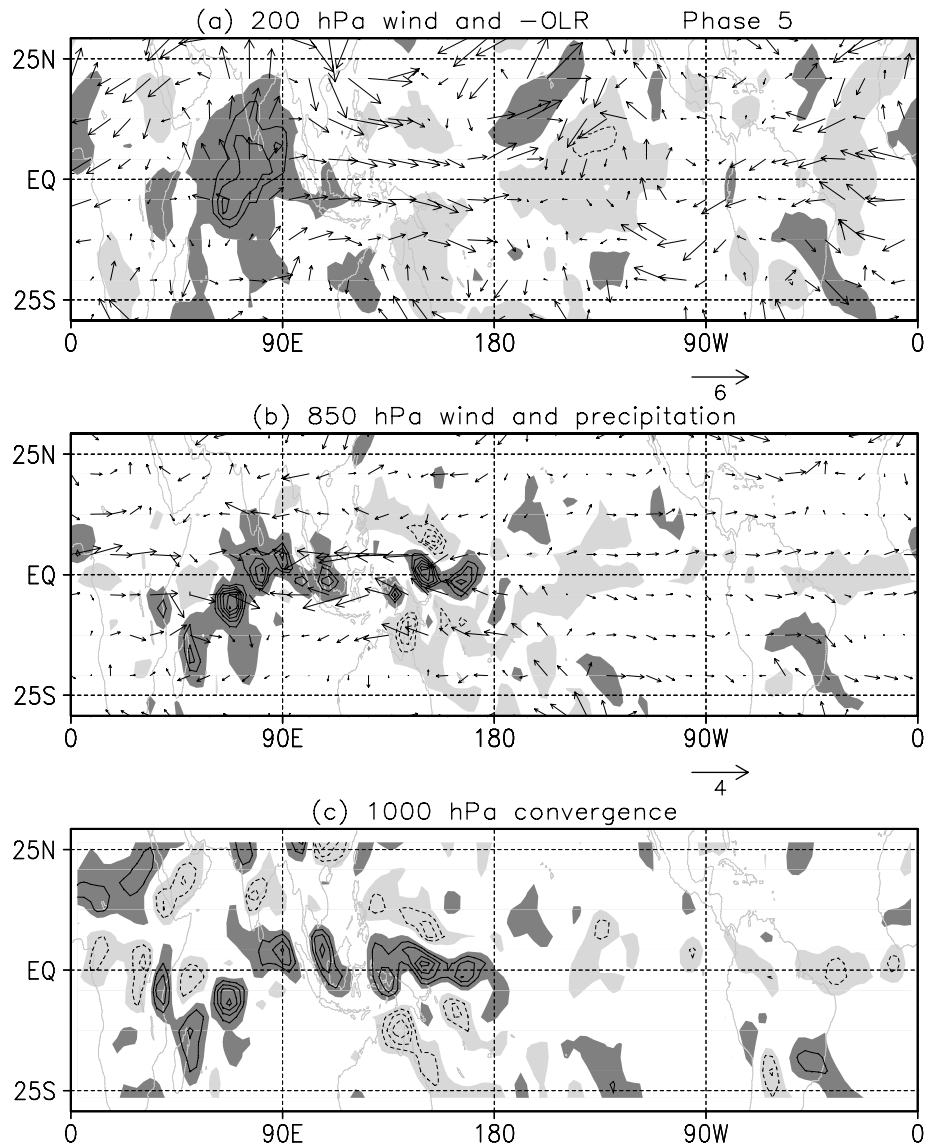 (a) 200 hPa wind and -OLR Phase 5
25N
EQ
25S
0 90E 180 90W 0
6
(b) 850 hPa wind and precipitation
25N
EQ
25S
0 90E 180 90W 0
4
(c) 1000 hPa convergence
25N
EQ
25S
0 90E 180 90W 0